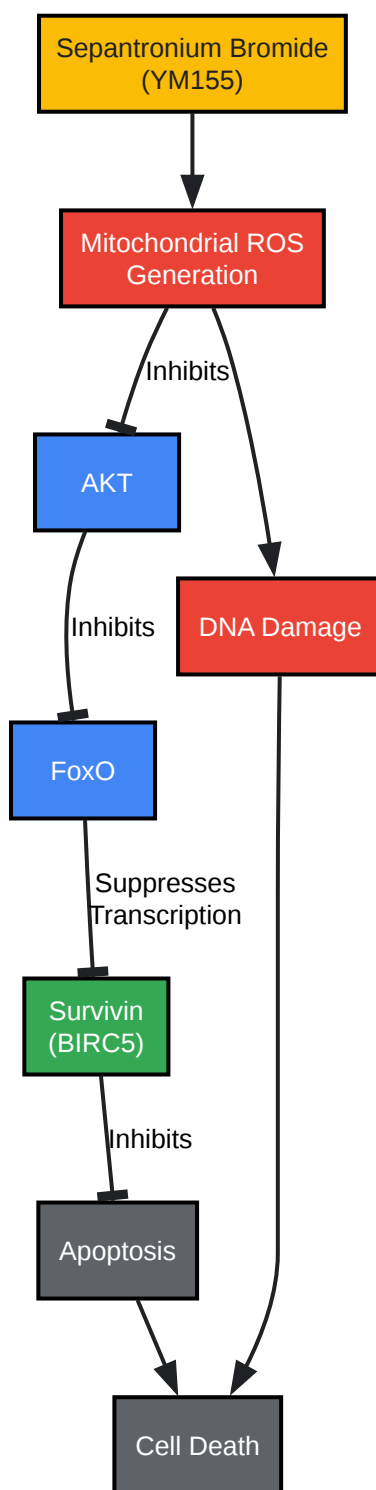 Sepantronium Bromide
(YM155)
Mitochondrial ROS
Generation
Inhibits
AKT
Inhibits
DNA Damage
FoxO
Suppresses
Transcription
Survivin
(BIRC5)
Inhibits
Apoptosis
Cell Death